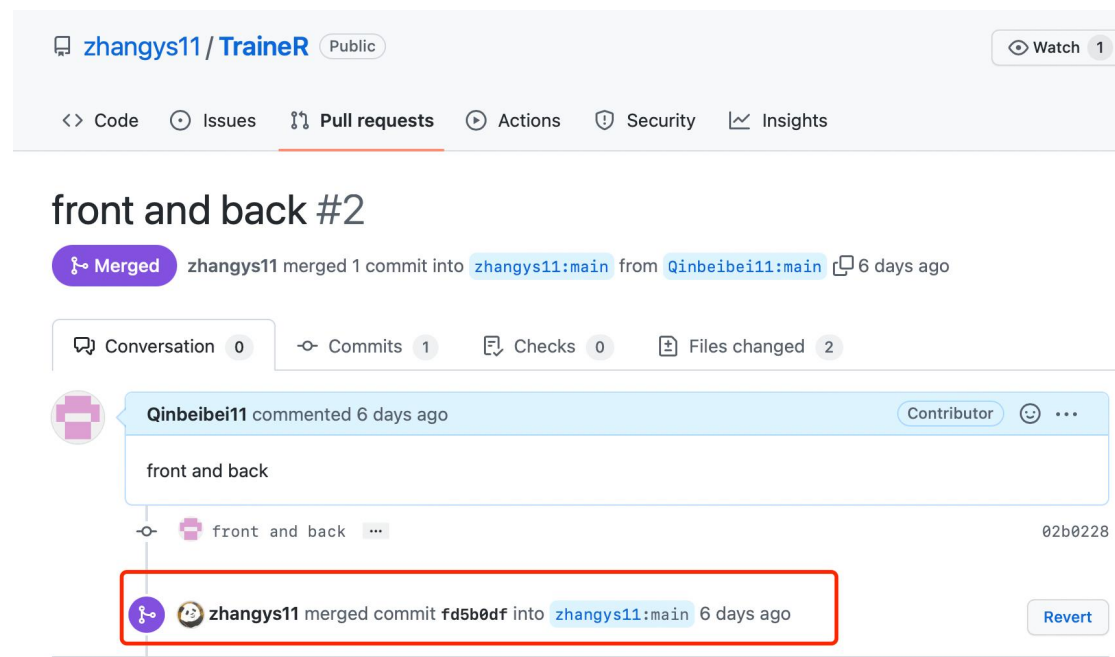 zhangys11 / TraineR Public Watch 1
Code Issues Pull requests Actions Security Insights
front and back #2
Merged zhangys11 merged 1 commit into zhangys11:main from Qinbeibei11:main 6 days ago
Conversation 0 Commits 1 Checks 0 Files changed 2
Qinbeibei11 commented 6 days ago Contributor
front and back
front and back ... 02b0228
zhangys11 merged commit fd5b0df into zhangys11:main 6 days ago Revert